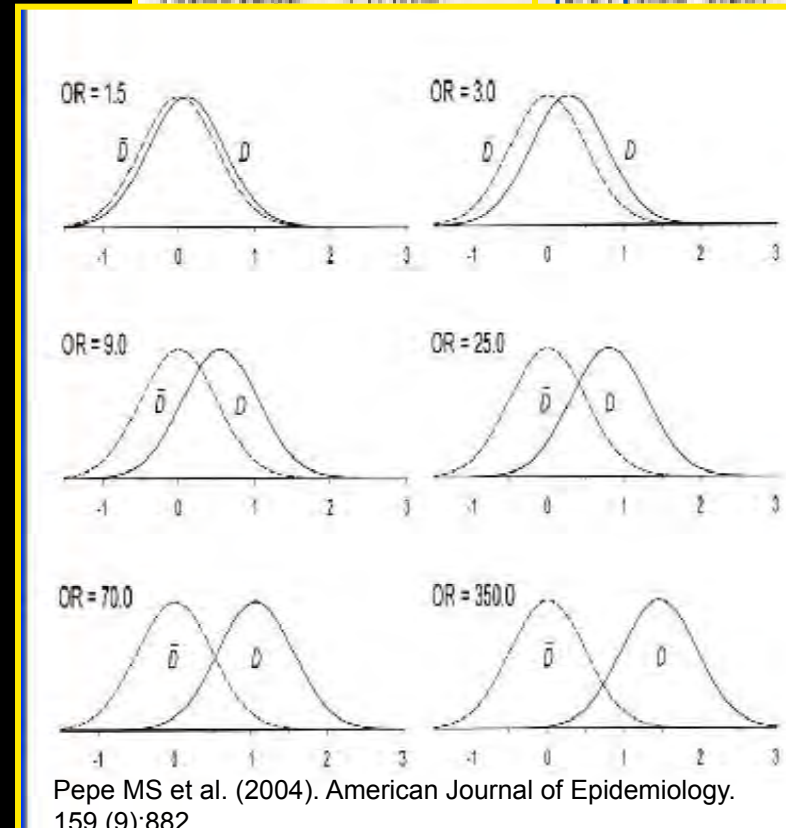 OR = 1.5
D̄
D
-1 0 1 2 3
OR = 3.0
D̄
D
-1 0 1 2 3
OR = 9.0
D̄
D
-1 0 1 2 3
OR = 25.0
D̄
D
-1 0 1 2 3
OR = 70.0
D̄
D
-1 0 1 2 3
OR = 350.0
D̄
D
-1 0 1 2 3
Pepe MS et al. (2004). American Journal of Epidemiology.
159 (9):882